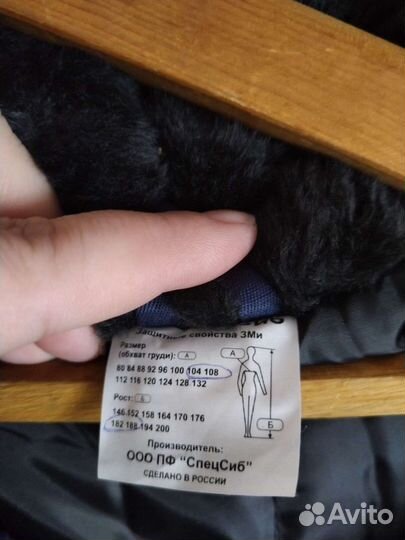 Защитные свойства ЗМи
Размер
(обхват груди): А
80 84 88 92 96 100 104 108
112 116 120 124 128 132
Рост: Б
146 152 158 164 170 176
182 188 194 200
Производитель:
ООО ПФ "СпецСиб"
СДЕЛАНО В РОССИИ
А
Б
Avito